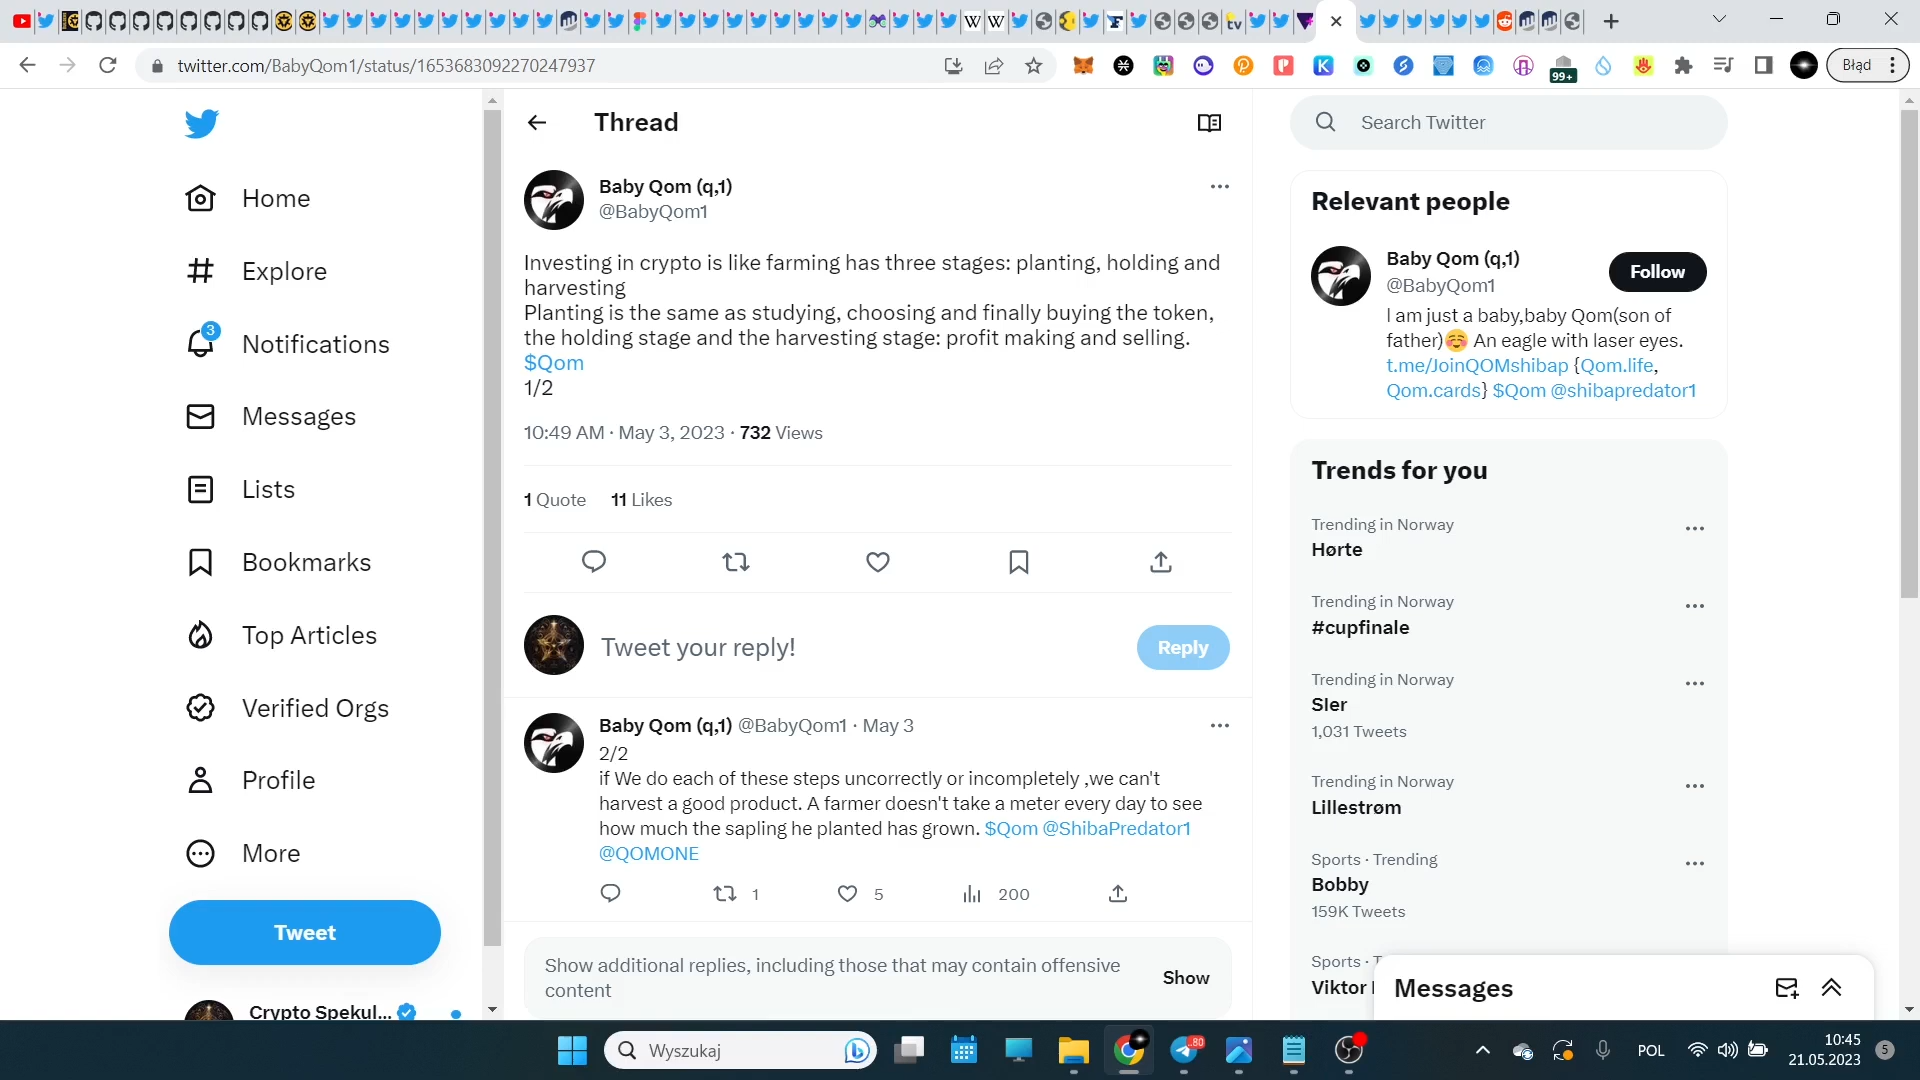 twitter.com/BabyQom1/status/1653683092270247937
99+
Błąd
Home
Explore
3
Notifications
Messages
Lists
Bookmarks
Top Articles
Verified Orgs
Profile
More
Tweet
Crypto Spekul...
Thread
Baby Qom (q,1)
@BabyQom1
Investing in crypto is like farming has three stages: planting, holding and
harvesting
Planting is the same as studying, choosing and finally buying the token,
the holding stage and the harvesting stage: profit making and selling.
$Qom
1/2
10:49 AM · May 3, 2023 · 732 Views
1 Quote 11 Likes
Tweet your reply!
Reply
Baby Qom (q,1) @BabyQom1 · May 3
2/2
if We do each of these steps uncorrectly or incompletely ,we can't
harvest a good product. A farmer doesn't take a meter every day to see
how much the sapling he planted has grown. $Qom @ShibaPredator1
@QOMONE
1 5 200
Show additional replies, including those that may contain offensive
content
Show
Search Twitter
Relevant people
Baby Qom (q,1)
@BabyQom1
Follow
I am just a baby,baby Qom(son of
father) An eagle with laser eyes.
t.me/JoinQOMshibap {Qom.life,
Qom.cards} $Qom @shibapredator1
Trends for you
Trending in Norway
Hørte
Trending in Norway
#cupfinale
Trending in Norway
Sler
1,031 Tweets
Trending in Norway
Lillestrøm
Sports · Trending
Bobby
159K Tweets
Sports ·
Viktor
Messages
Wyszukaj
80
POL
10:45
21.05.2023
5